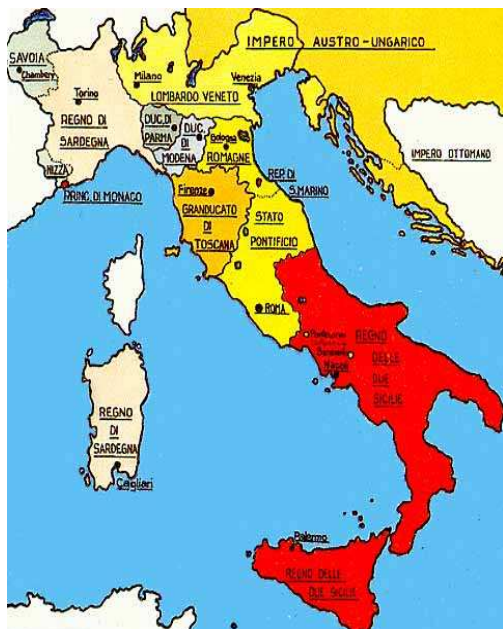 IMPERO AUSTRO-UNGARICO
SAVOIA
Chambery
Milano
Venezia
Torino
LOMBARDO VENETO
REGNO DI
SARDEGNA
DUC. DI
PARMA
DUC.
DI
MODENA
Bologna
ROMAGNE
IMPERO OTTOMANO
NIZZA
PRINC. DI MONACO
REP. DI
S. MARINO
Firenze
GRANDUCATO
DI
TOSCANA
STATO
PONTIFICIO
ROMA
REGNO
DELLE
DUE
SICILIE
Benevento
Napoli
REGNO
DI
SARDEGNA
Cagliari
Palermo
REGNO DELLE
DUE SICILIE